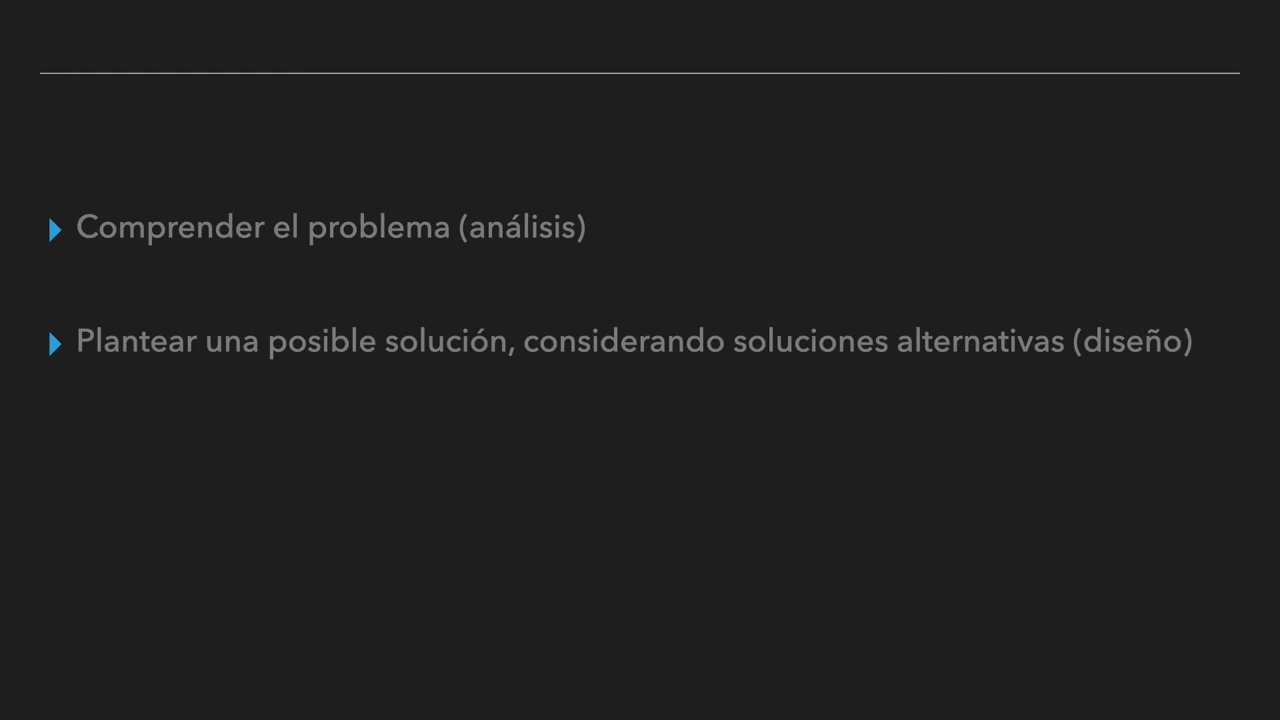 Comprender el problema (análisis)
Plantear una posible solución, considerando soluciones alternativas (diseño)